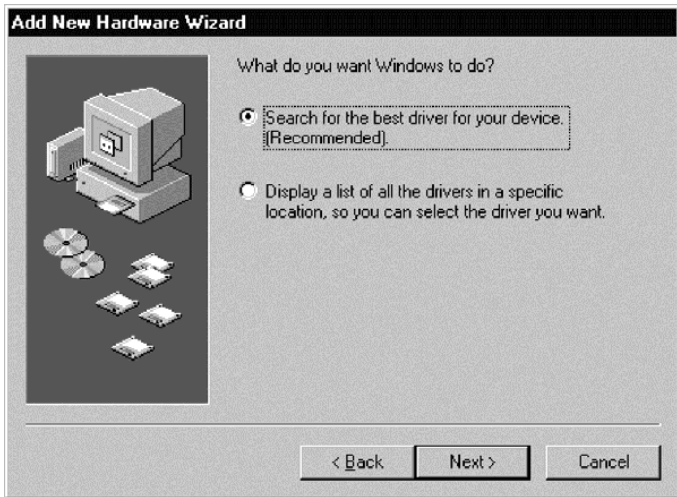 Add New Hardware Wizard
What do you want Windows to do?
Search for the best driver for your device.
(Recommended).
Display a list of all the drivers in a specific
location, so you can select the driver you want.
< Back
Next >
Cancel